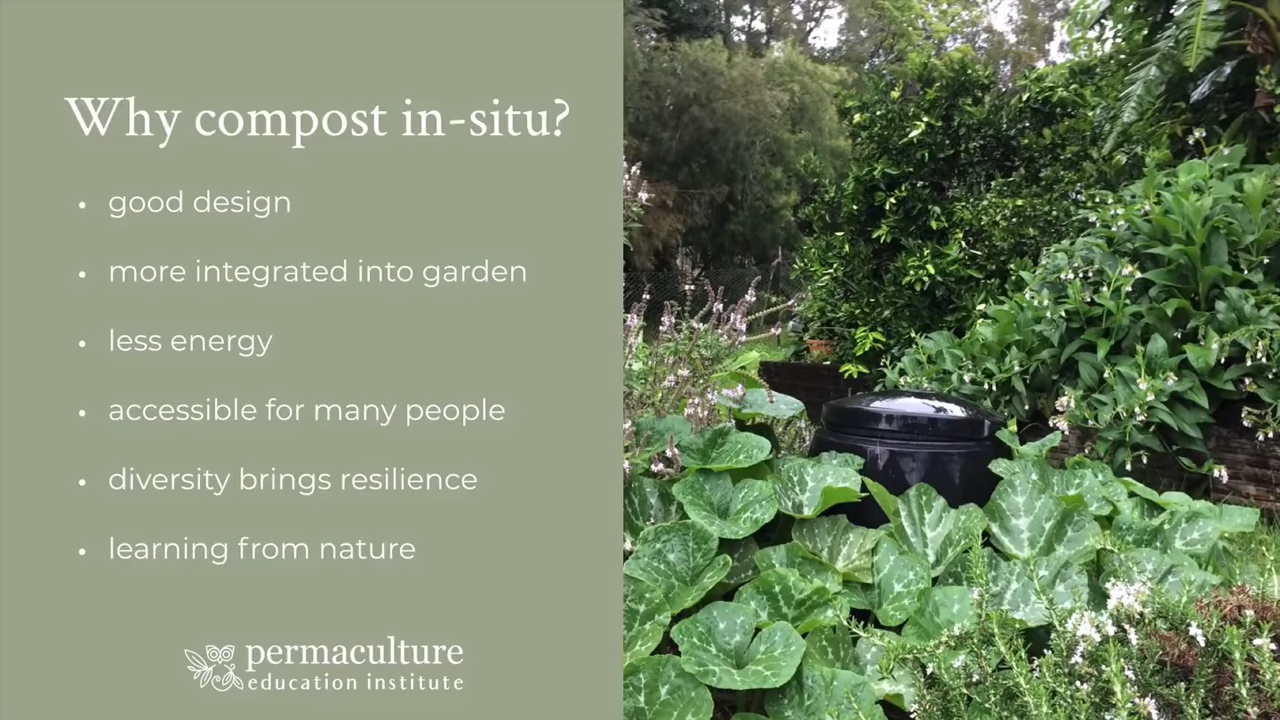 Why compost in-situ?
• good design
• more integrated into garden
• less energy
• accessible for many people
• diversity brings resilience
• learning from nature
permaculture
education institute